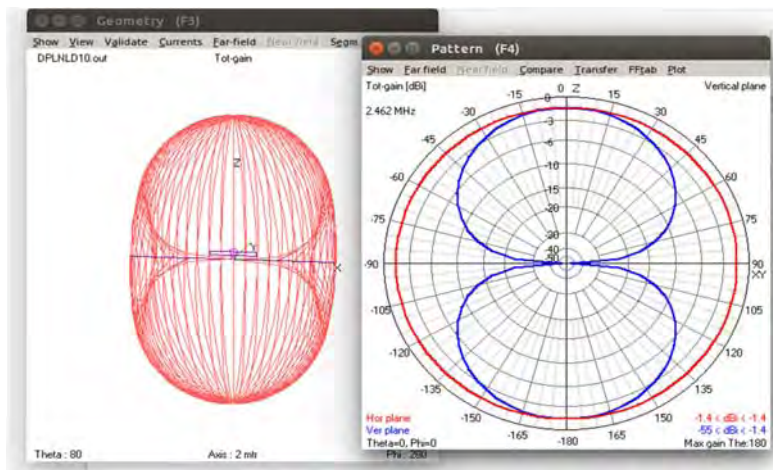 Geometry (F3)
Show View Validate Currents Far-field Near field
DPLNLD10.out Tot-gain
Z
Y
X
Theta : 80 Axis : 2 mtr Phi : 280
Pattern (F4)
Show Far field Near field Compare Transfer FFtab Plot
Tot-gain [dBi] Vertical plane
2.462 MHz
0 Z
-15 15
-30 30
-45 45
-60 60
-75 75
-90 90
XY
-105 105
-120 120
-135 135
-150 150
-165 165
-180
-0
-3
-6
-10
-15
-20
-30
-40
-50
Hor plane -1.4 < dBi < -1.4
Ver plane -55 < dBi < -1.4
Theta=0, Phi=0 Max gain The:180